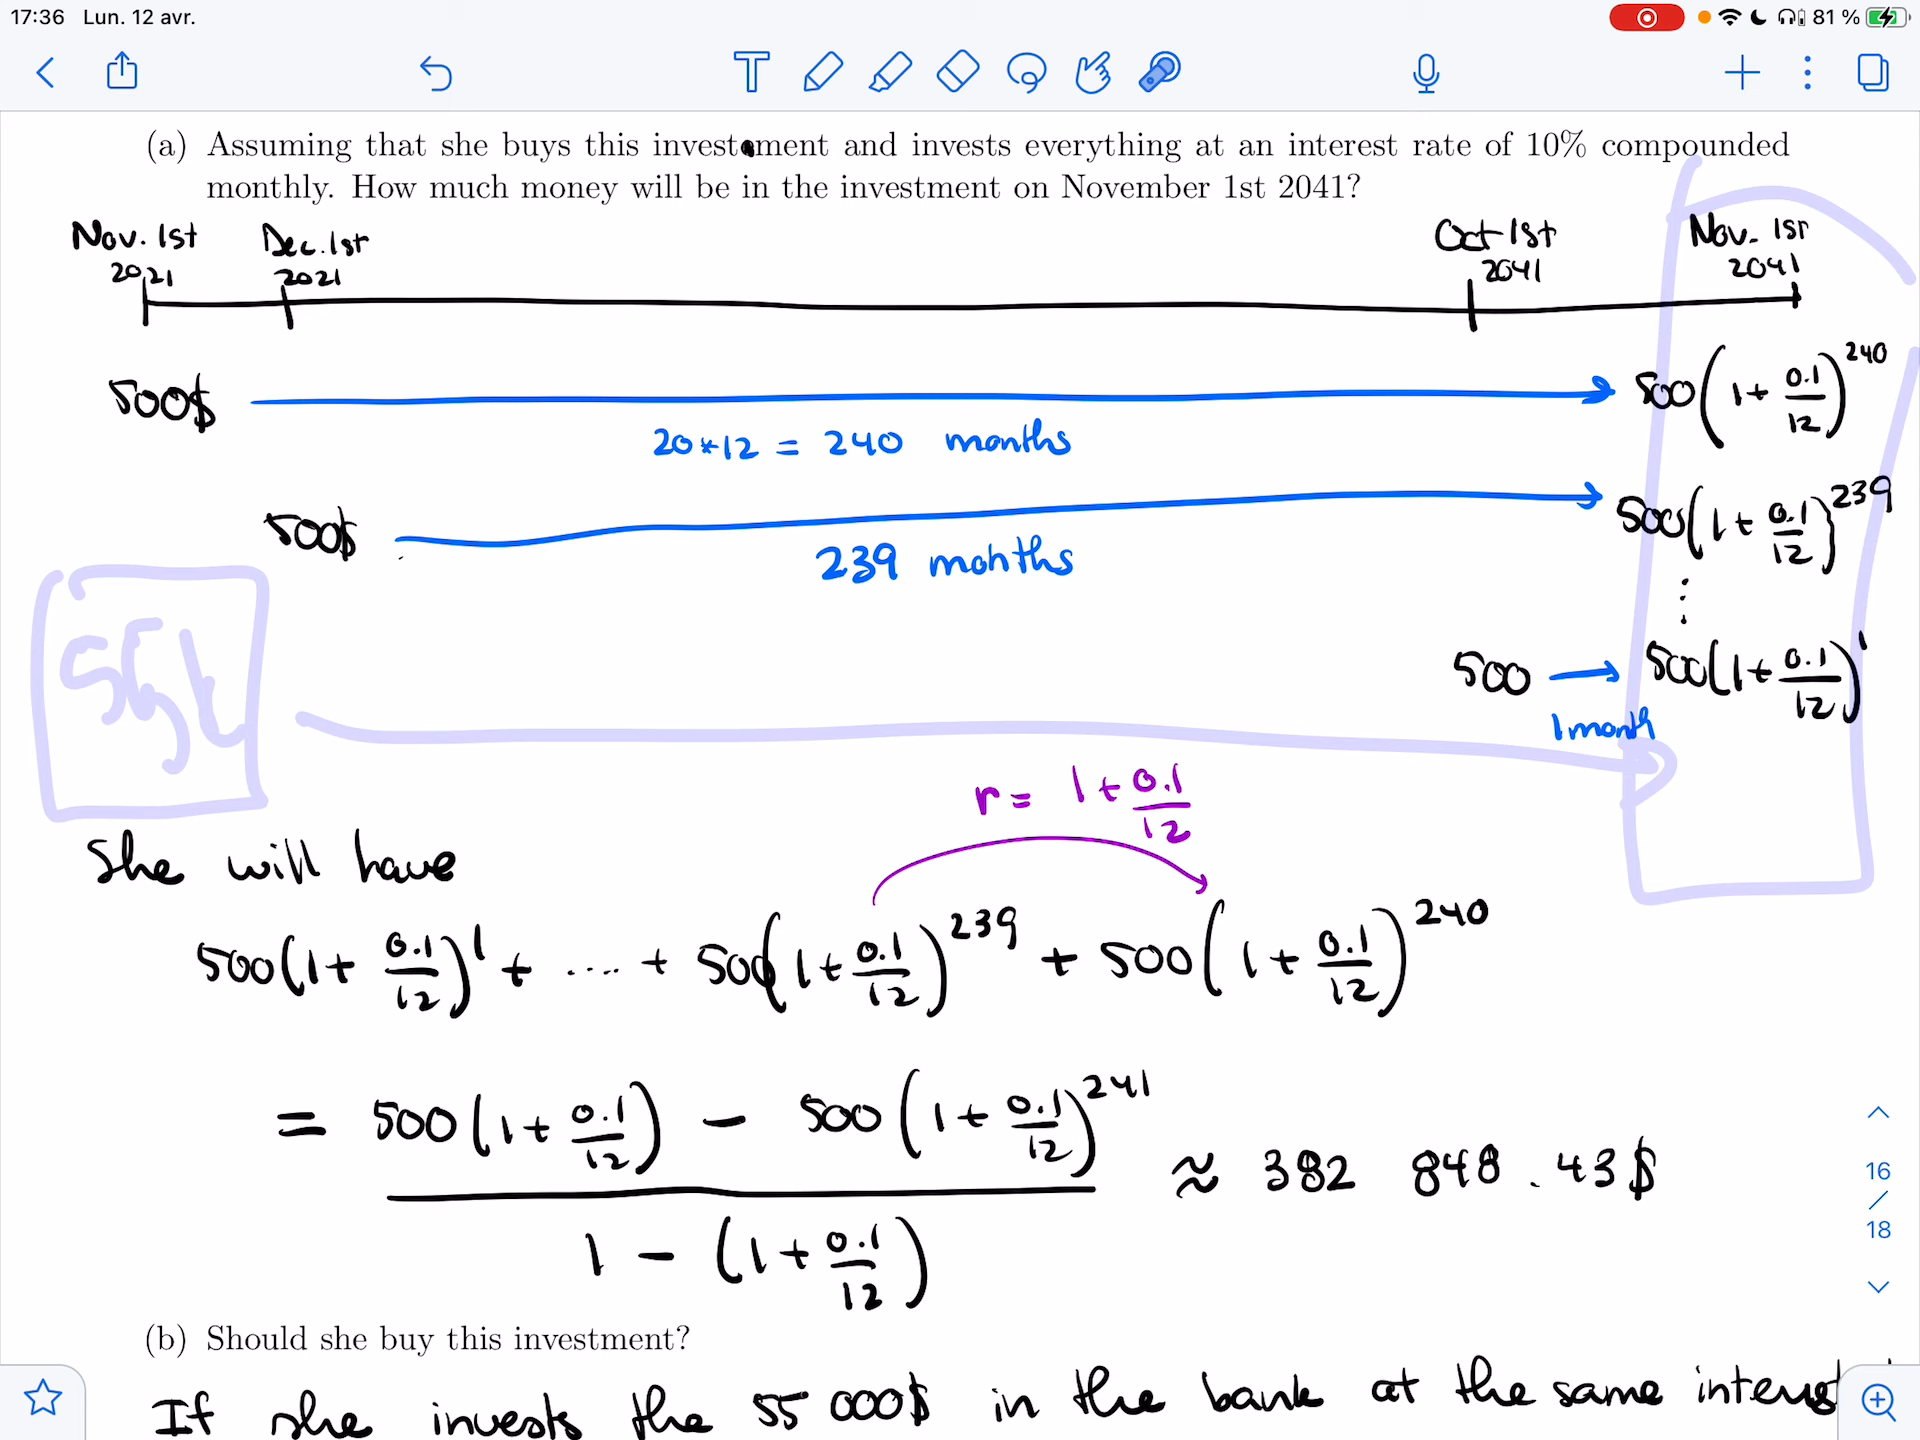 17:36 Lun. 12 avr. 81 %
(a) Assuming that she buys this investement and invests everything at an interest rate of 10% compounded
monthly. How much money will be in the investment on November 1st 2041?
Nov. 1st Dec. 1st Oct 1st Nov. 1st
2021 2021 2041 2041
500$ 500(1+ 0.1/12)^240
20*12 = 240 months
500$ 500(1+ 0.1/12)^239
239 months
⋮
55k
500 500(1+ 0.1/12)^1
1 month
r = 1+ 0.1/12
She will have
500(1+ 0.1/12)^1 + .... + 500(1+ 0.1/12)^239 + 500(1+ 0.1/12)^240
= (500(1+ 0.1/12) - 500(1+ 0.1/12)^241) / (1 - (1+ 0.1/12)) ≈ 382 848.43$
16
/
18
(b) Should she buy this investment?
If she invests the 55 000$ in the bank at the same interest